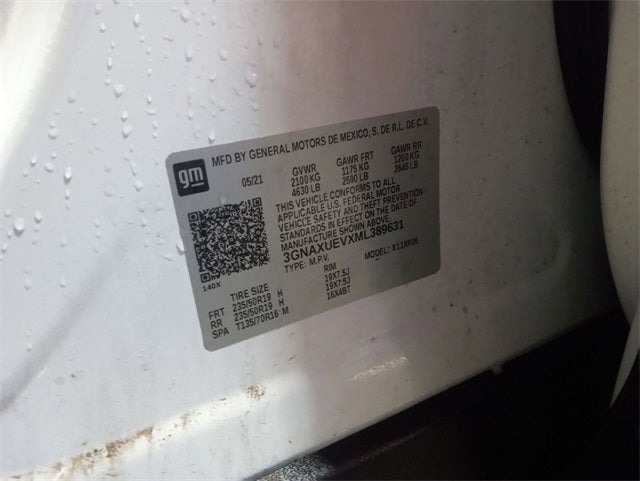 gm
MFD BY GENERAL MOTORS DE MEXICO, S. DE R.L. DE C.V.
05/21 GVWR GAWR FRT GAWR RR
2100 KG 1175 KG 1200 KG
4630 LB 2590 LB 2645 LB
THIS VEHICLE CONFORMS TO ALL
APPLICABLE U.S. FEDERAL MOTOR
VEHICLE SAFETY AND THEFT PREVENTION
STANDARDS IN EFFECT ON THE DATE OF
MANUFACTURE SHOWN ABOVE.
3GNAXUEVXML389631
TYPE: M.P.V. MODEL: X11XR26
140X
TIRE SIZE RIM
FRT 235/50R19 H 19X7.5J
RR 235/50R19 H 19X7.5J
SPA T135/70R16 M 16X4BT